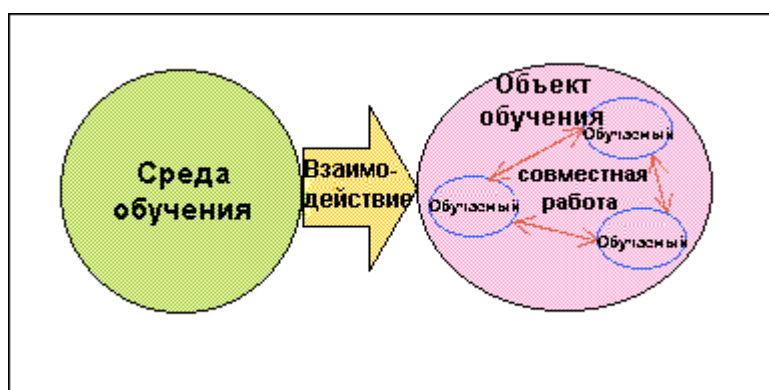 Среда
обучения
Взаимо-
действие
Объект
обучения
Обучаемый
совместная
работа
Обучаемый
Обучаемый